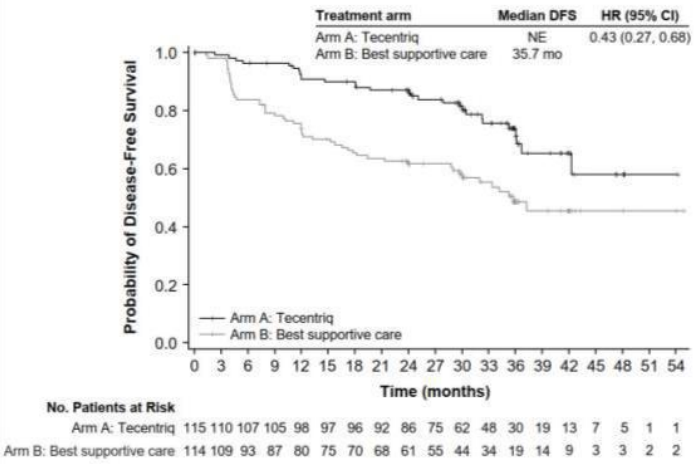 Treatment arm Median DFS HR (95% CI)
Arm A: Tecentriq NE 0.43 (0.27, 0.68)
Arm B: Best supportive care 35.7 mo
Probability of Disease-Free Survival
1.0
0.8
0.6
0.4
0.2
0.0
Arm A: Tecentriq
Arm B: Best supportive care
0 3 6 9 12 15 18 21 24 27 30 33 36 39 42 45 48 51 54
Time (months)
No. Patients at Risk
Arm A: Tecentriq 115 110 107 105 98 97 96 92 86 75 62 48 30 19 13 7 5 1 1
Arm B: Best supportive care 114 109 93 87 80 75 70 68 61 55 44 34 19 14 9 3 3 2 2